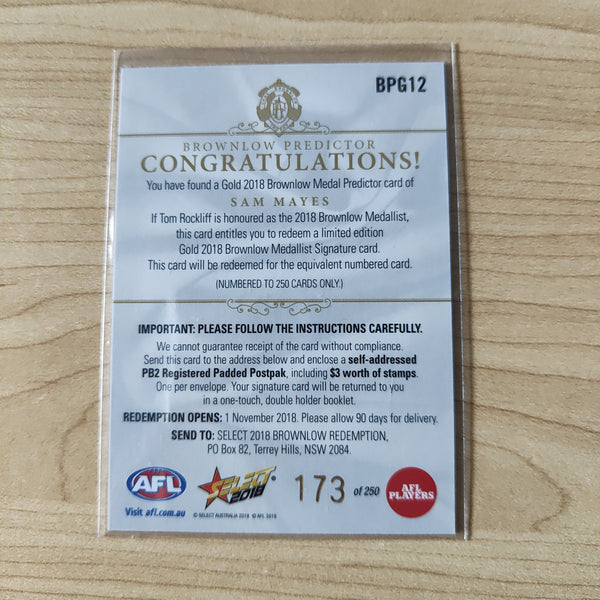 BPG12
BROWNLOW PREDICTOR
CONGRATULATIONS!
You have found a Gold 2018 Brownlow Medal Predictor card of
SAM MAYES
If Tom Rockliff is honoured as the 2018 Brownlow Medallist,
this card entitles you to redeem a limited edition
Gold 2018 Brownlow Medallist Signature card.
This card will be redeemed for the equivalent numbered card.
(NUMBERED TO 250 CARDS ONLY.)
IMPORTANT: PLEASE FOLLOW THE INSTRUCTIONS CAREFULLY.
We cannot guarantee receipt of the card without compliance.
Send this card to the address below and enclose a self-addressed
PB2 Registered Padded Postpak, including $3 worth of stamps.
One per envelope. Your signature card will be returned to you
in a one-touch, double holder booklet.
REDEMPTION OPENS: 1 November 2018. Please allow 90 days for delivery.
SEND TO: SELECT 2018 BROWNLOW REDEMPTION,
PO Box 82, Terrey Hills, NSW 2084.
AFL
SELECT
2018
173 of 250
AFL
PLAYERS
Visit afl.com.au
© SELECT AUSTRALIA 2018 © AFL 2018